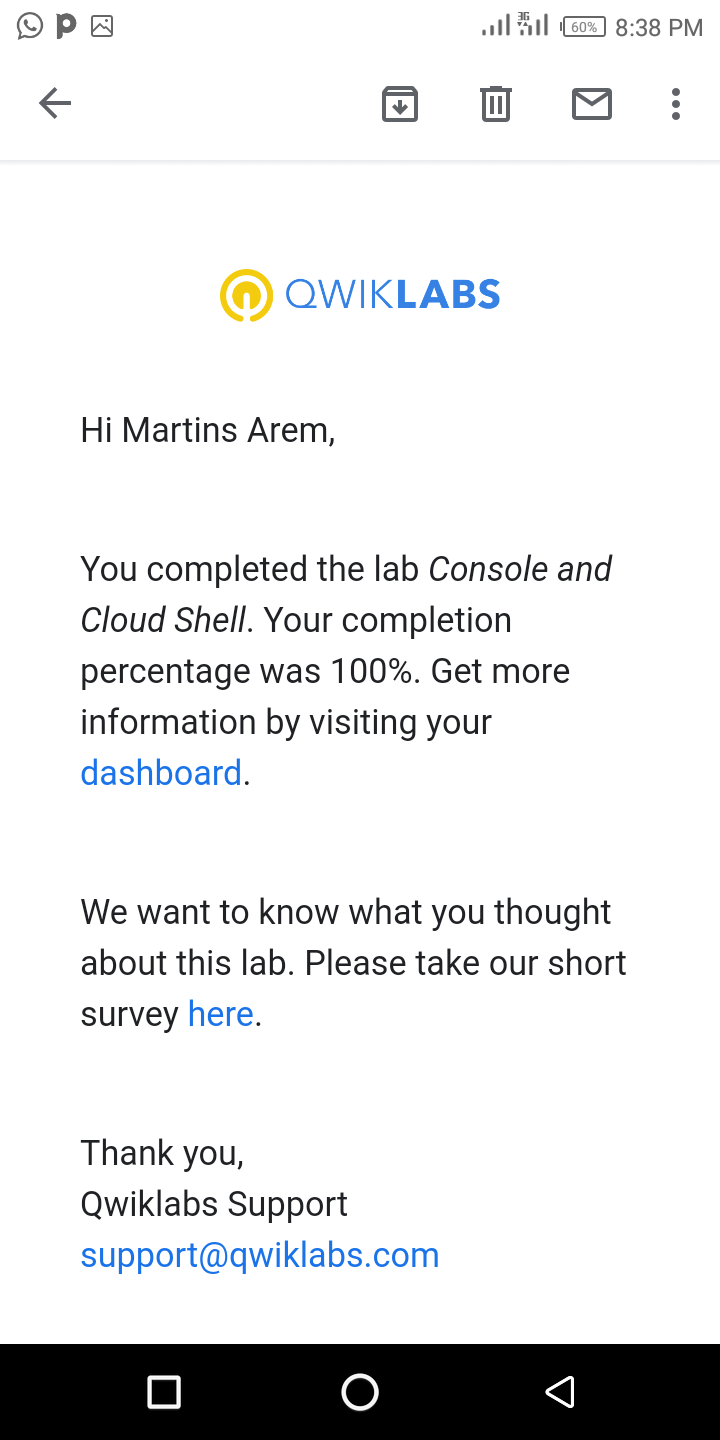 3G
60%
8:38 PM
QWIKLABS
Hi Martins Arem,
You completed the lab Console and
Cloud Shell. Your completion
percentage was 100%. Get more
information by visiting your
dashboard.
We want to know what you thought
about this lab. Please take our short
survey here.
Thank you,
Qwiklabs Support
support@qwiklabs.com